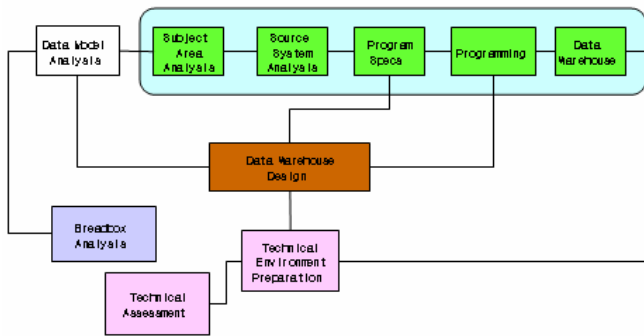 Data Model
Analysis
Subject
Area
Analysis
Source
System
Analysis
Program
Specs
Programming
Data
Warehouse
Data Warehouse
Design
Breadbox
Analysis
Technical
Environment
Preparation
Technical
Assessment